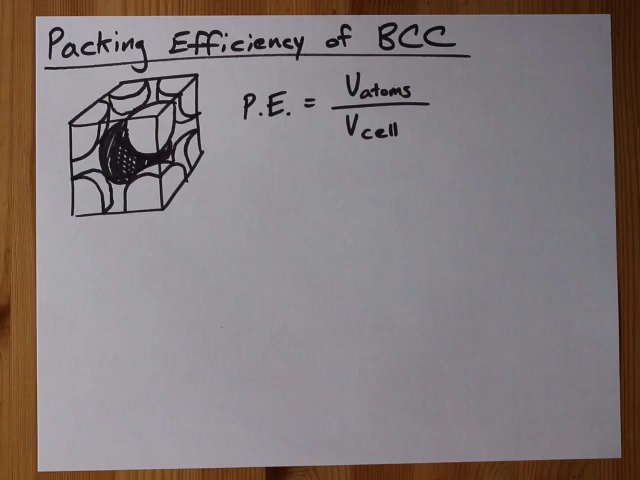 Packing Efficiency of BCC
P.E. = Vatoms
Vcell